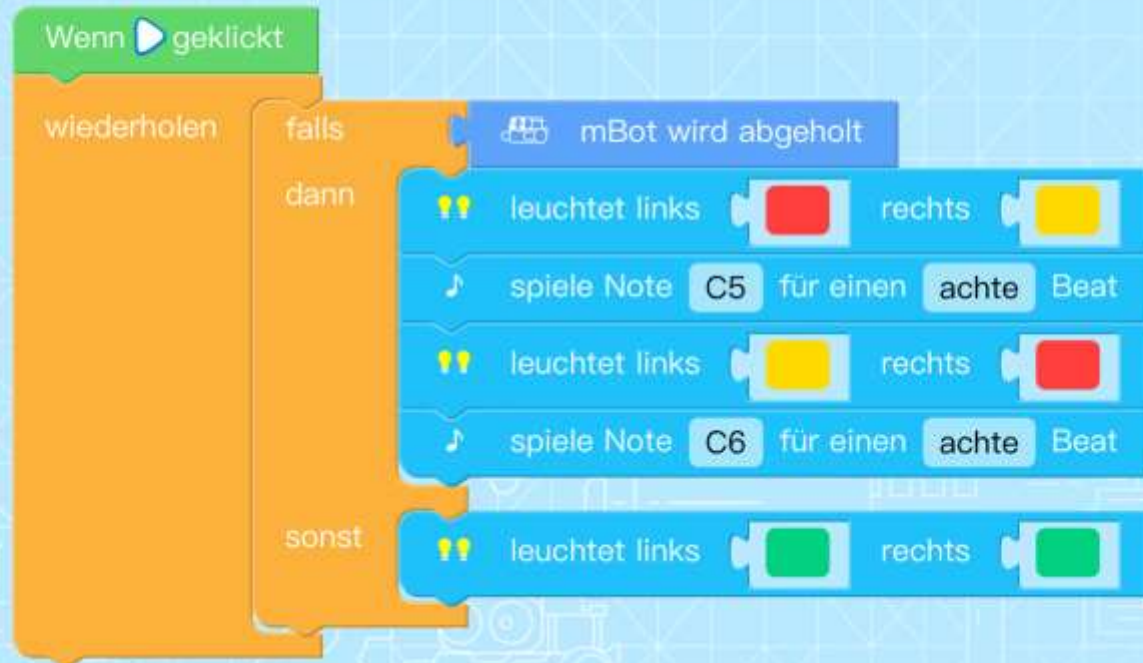 Wenn geklickt
wiederholen falls mBot wird abgeholt
dann leuchtet links rechts
spiele Note C5 für einen achte Beat
leuchtet links rechts
spiele Note C6 für einen achte Beat
sonst leuchtet links rechts